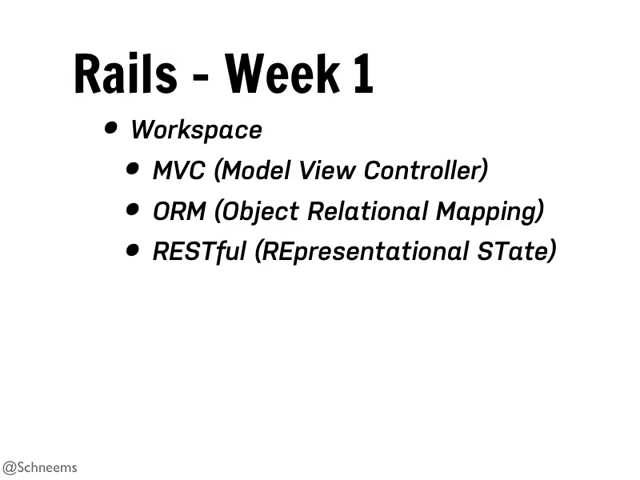 Rails - Week 1
• Workspace
• MVC (Model View Controller)
• ORM (Object Relational Mapping)
• RESTful (REpresentational STate)
@Schneems